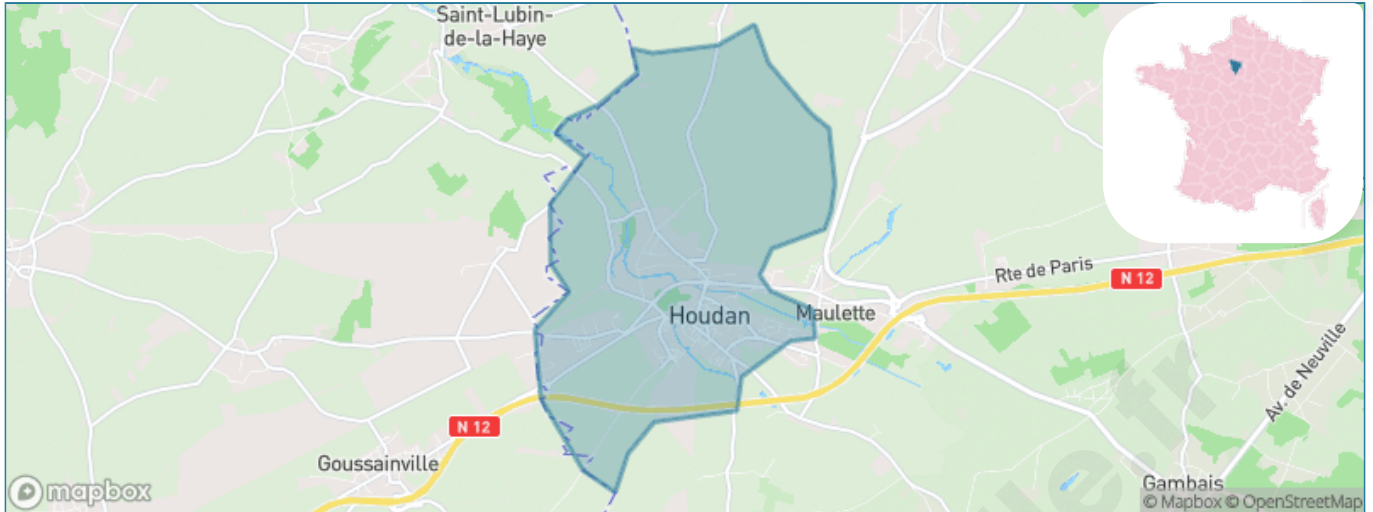 Saint-Lubin-
de-la-Haye
Rte de Paris
N 12
Houdan
Maulette
Av. de Neuville
N 12
Goussainville
Gambais
mapbox
© Mapbox © OpenStreetMap